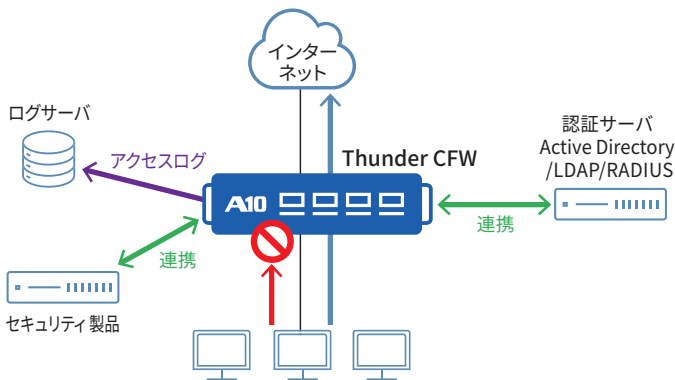 インター
ネット
ログサーバ
認証サーバ
Active Directory
/LDAP/RADIUS
アクセスログ
Thunder CFW
A10
連携
連携
セキュリティ製品